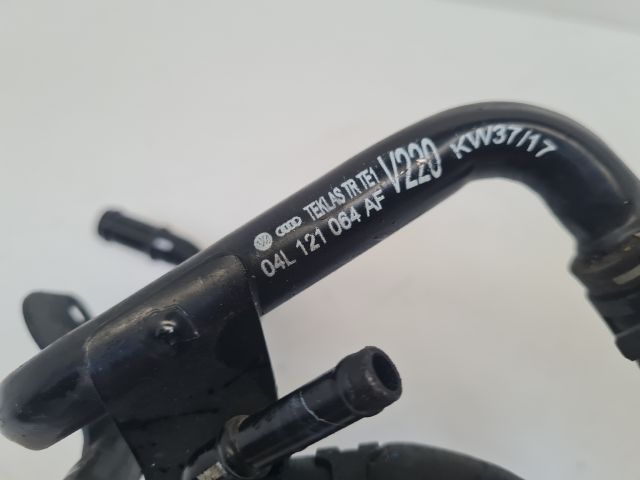 TEKLAS TR TE1
04L 121 064 AF
V220
KW37/17